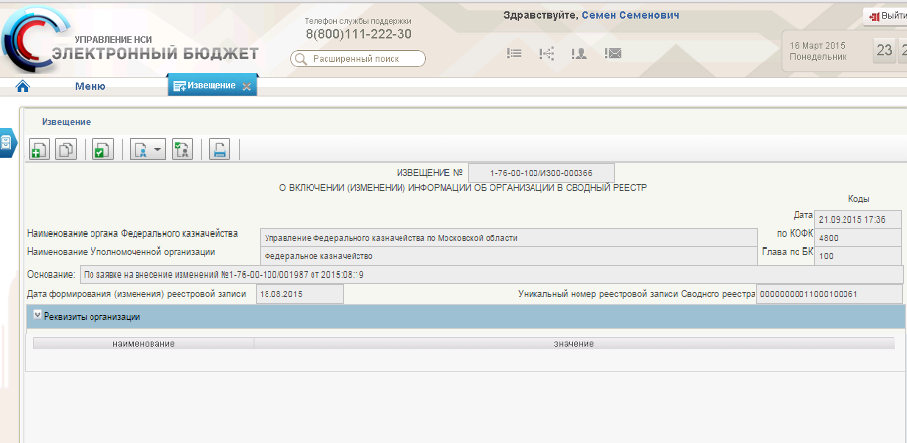 УПРАВЛЕНИЕ НСИ
ЭЛЕКТРОННЫЙ БЮДЖЕТ
Телефон службы поддержки
8(800)111-222-30
Расширенный поиск
Здравствуйте, Семен Семенович
Выйти
16 Март 2015
Понедельник
23
2
Меню
Извещение
Извещение
ИЗВЕЩЕНИЕ № 1-76-00-100/ИЗ00-000366
О ВКЛЮЧЕНИИ (ИЗМЕНЕНИИ) ИНФОРМАЦИИ ОБ ОРГАНИЗАЦИИ В СВОДНЫЙ РЕЕСТР
Коды
Дата 21.09.2015 17:36
Наименование органа Федерального казначейства Управление Федерального казначейства по Московской области по КОФК 4800
Наименование Уполномоченной организации Федеральное казначейство Глава по БК 100
Основание: По заявке на внесение изменений №1-76-00-100/001987 от 2015:08:19
Дата формирования (изменения) реестровой записи 18.08.2015 Уникальный номер реестровой записи Сводного реестра 00000000011000100061
Реквизиты организации
наименование значение